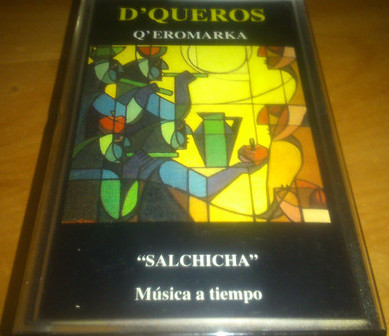 D'QUEROS
Q'EROMARKA
"SALCHICHA"
Música a tiempo